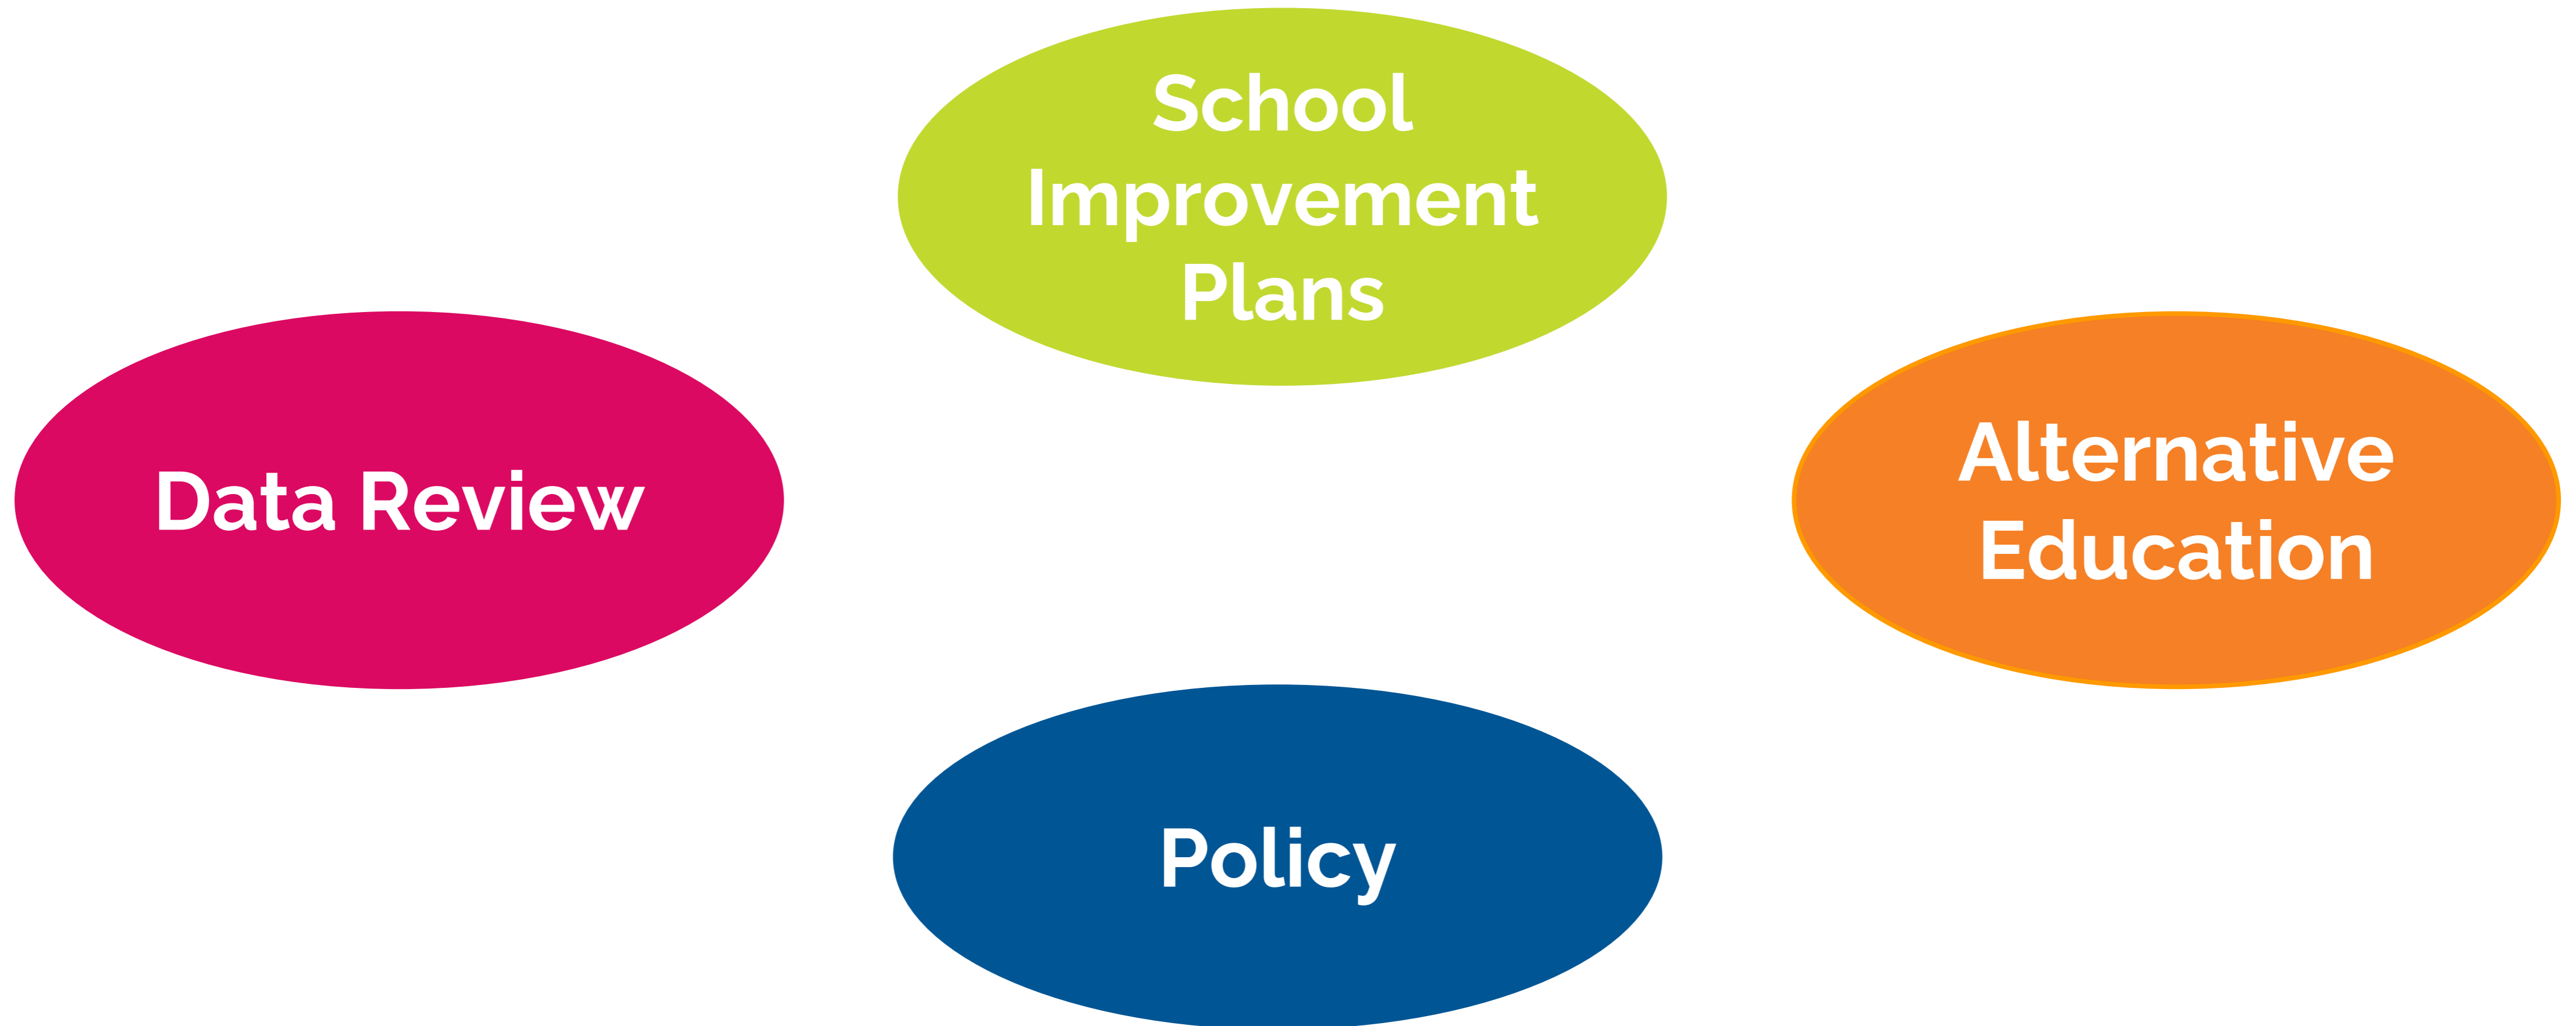 School
Improvement
Plans
Data Review
Alternative
Education
Policy